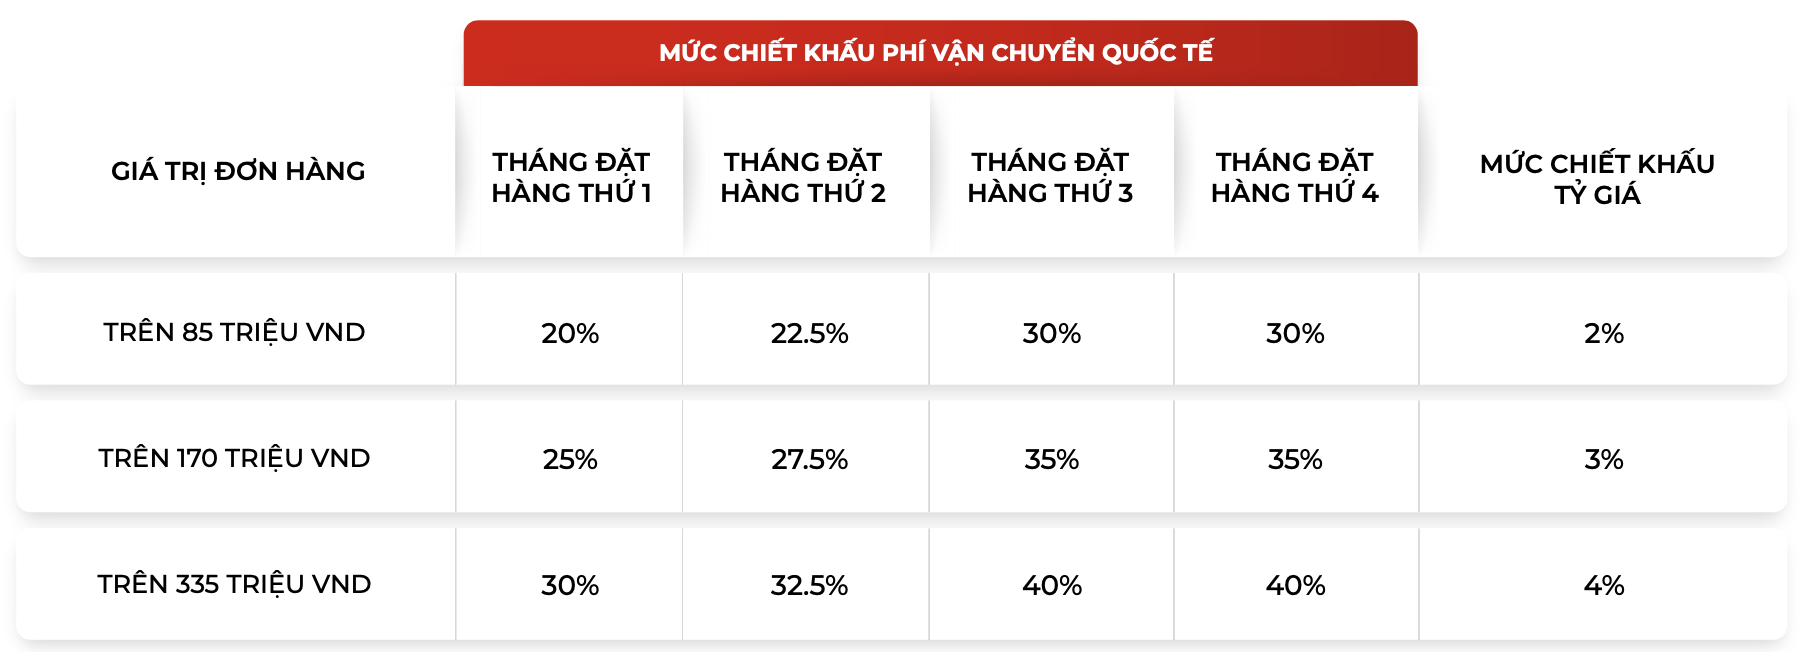 MỨC CHIẾT KHẤU PHÍ VẬN CHUYỂN QUỐC TẾ
GIÁ TRỊ ĐƠN HÀNG
THÁNG ĐẶT
HÀNG THỨ 1
THÁNG ĐẶT
HÀNG THỨ 2
THÁNG ĐẶT
HÀNG THỨ 3
THÁNG ĐẶT
HÀNG THỨ 4
MỨC CHIẾT KHẤU
TỶ GIÁ
TRÊN 85 TRIỆU VND 20% 22.5% 30% 30% 2%
TRÊN 170 TRIỆU VND 25% 27.5% 35% 35% 3%
TRÊN 335 TRIỆU VND 30% 32.5% 40% 40% 4%